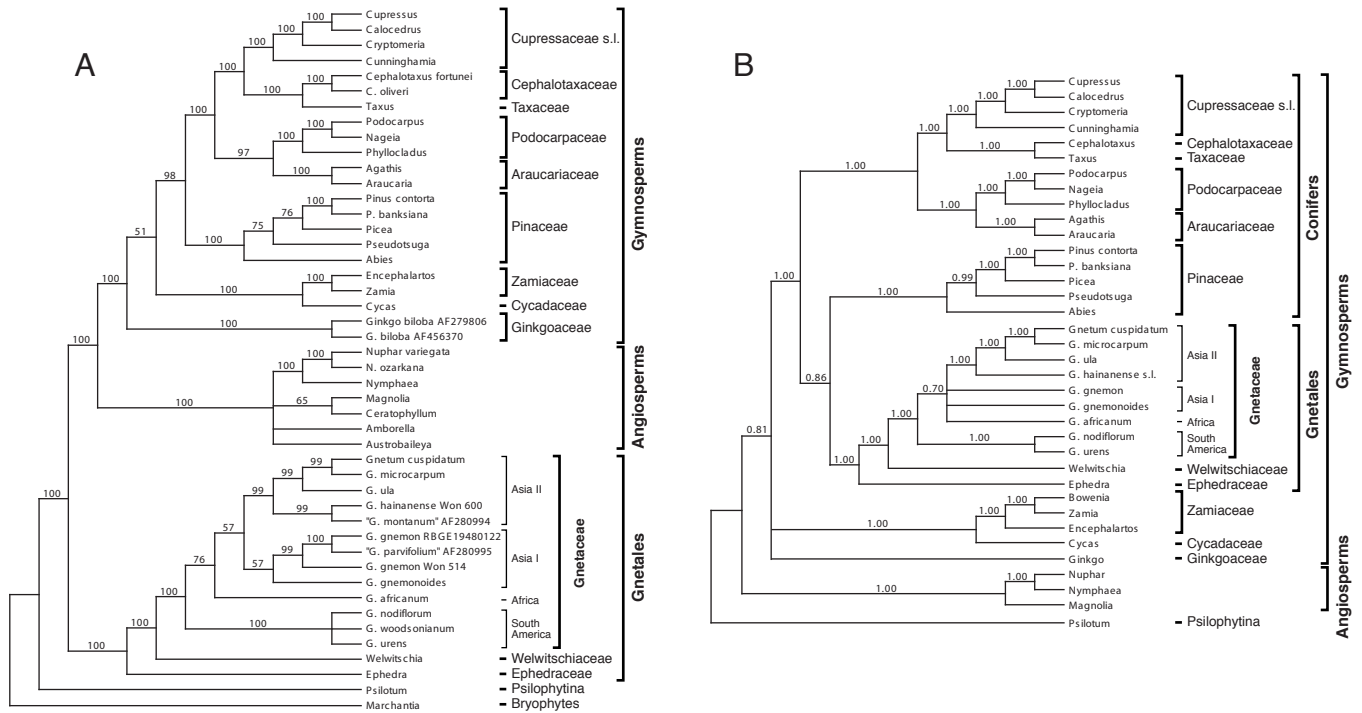 A
100
Cupressus
100
Calocedrus
100
Cryptomeria
100
Cunninghamia
Cupressaceae s.l.
100
100
Cephalotaxus fortunei
100
C. oliveri
Taxus
Cephalotaxaceae
Taxaceae
100
100
Podocarpus
100
Nageia
Phyllocladus
Podocarpaceae
97
100
Agathis
Araucaria
Araucariaceae
98
100
Pinus contorta
76
P. banksiana
75
Picea
100
Pseudotsuga
Abies
Pinaceae
51
100
Encephalartos
100
Zamia
Cycas
Zamiaceae
Cycadaceae
100
100
Ginkgo biloba AF279806
G. biloba AF456370
Ginkgoaceae
Gymnosperms
100
100
Nuphar variegata
100
N. ozarkana
Nymphaea
100
65
Magnolia
Ceratophyllum
Amborella
Austrobaileya
Angiosperms
100
99
Gnetum cuspidatum
99
G. microcarpum
99
G. ula
99
G. hainanense Won 600
"G. montanum" AF280994
Asia II
57
100
G. gnemon RBGE19480122
99
"G. parvifolium" AF280995
57
G. gnemon Won 514
G. gnemonoides
Asia I
76
G. africanum
Africa
100
100
G. nodiflorum
G. woodsonianum
G. urens
South
America
Gnetaceae
100
100
Welwitschia
Welwitschiaceae
Ephedra
Ephedraceae
Gnetales
Psilotum
Psilophytina
Marchantia
Bryophytes
B
1.00
Cupressus
1.00
Calocedrus
1.00
Cryptomeria
1.00
Cunninghamia
Cupressaceae s.l.
1.00
Cephalotaxus
Cephalotaxaceae
Taxus
Taxaceae
1.00
1.00
Podocarpus
1.00
Nageia
Phyllocladus
Podocarpaceae
1.00
1.00
Agathis
Araucaria
Araucariaceae
1.00
1.00
Pinus contorta
1.00
P. banksiana
0.99
Picea
1.00
Pseudotsuga
Abies
Pinaceae
Conifers
0.86
1.00
Gnetum cuspidatum
1.00
G. microcarpum
1.00
G. ula
G. hainanense s.l.
Asia II
0.70
G. gnemon
G. gnemonoides
Asia I
1.00
G. africanum
Africa
1.00
G. nodiflorum
G. urens
South
America
Gnetaceae
1.00
1.00
Welwitschia
Welwitschiaceae
Ephedra
Ephedraceae
Gnetales
0.81
1.00
Bowenia
1.00
Zamia
1.00
Encephalartos
Zamiaceae
Cycas
Cycadaceae
Ginkgo
Ginkgoaceae
Gymnosperms
1.00
Nuphar
1.00
Nymphaea
Magnolia
Angiosperms
Psilotum
Psilophytina